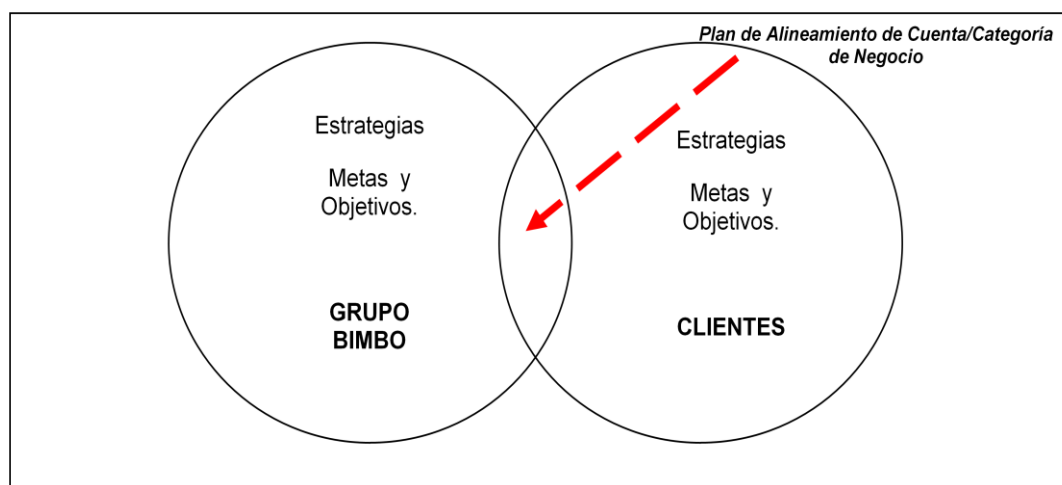 Plan de Alineamiento de Cuenta/Categoría
de Negocio
Estrategias
Metas y
Objetivos.
GRUPO
BIMBO
Estrategias
Metas y
Objetivos.
CLIENTES